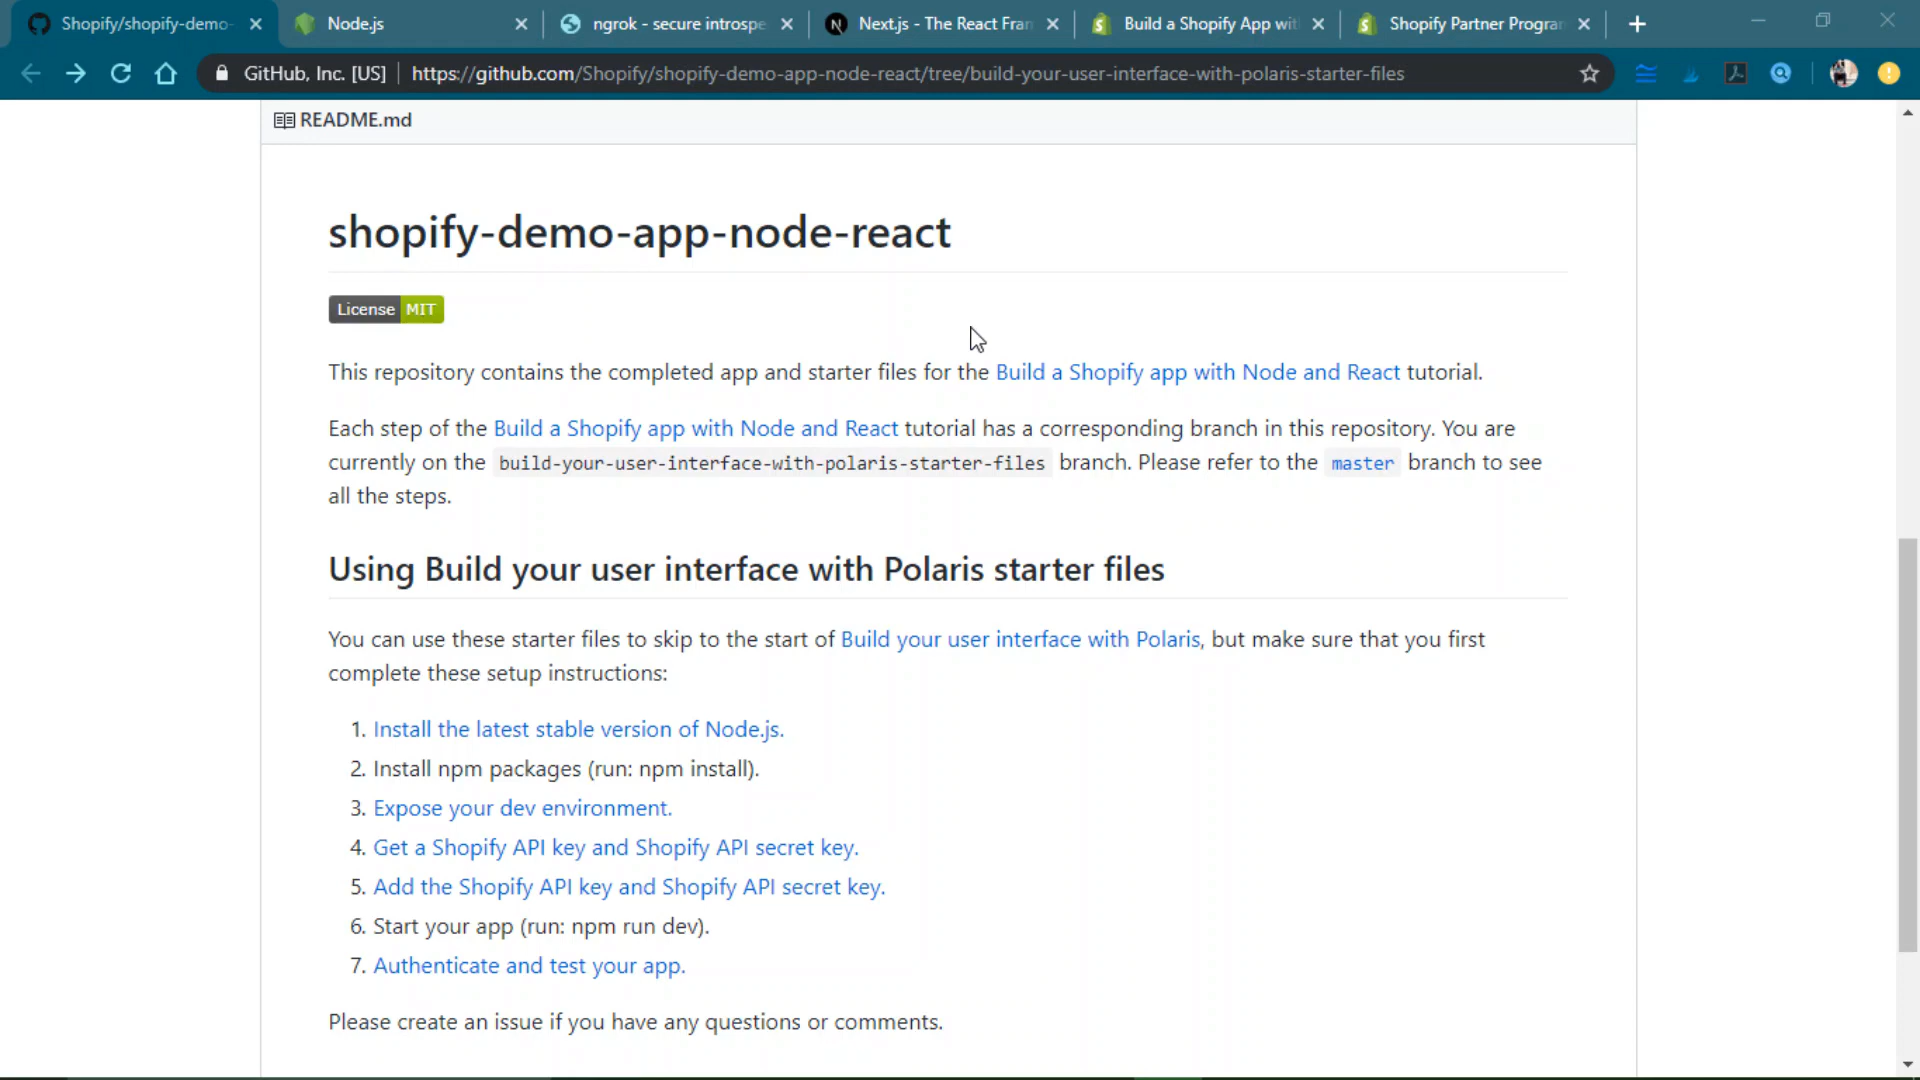 Shopify/shopify-demo-
Node.js
ngrok - secure introspe
Next.js - The React Fran
Build a Shopify App wit
Shopify Partner Program
GitHub, Inc. [US]
https://github.com/Shopify/shopify-demo-app-node-react/tree/build-your-user-interface-with-polaris-starter-files
README.md
shopify-demo-app-node-react
License MIT
This repository contains the completed app and starter files for the Build a Shopify app with Node and React tutorial.
Each step of the Build a Shopify app with Node and React tutorial has a corresponding branch in this repository. You are
currently on the build-your-user-interface-with-polaris-starter-files branch. Please refer to the master branch to see
all the steps.
Using Build your user interface with Polaris starter files
You can use these starter files to skip to the start of Build your user interface with Polaris, but make sure that you first
complete these setup instructions:
1. Install the latest stable version of Node.js.
2. Install npm packages (run: npm install).
3. Expose your dev environment.
4. Get a Shopify API key and Shopify API secret key.
5. Add the Shopify API key and Shopify API secret key.
6. Start your app (run: npm run dev).
7. Authenticate and test your app.
Please create an issue if you have any questions or comments.